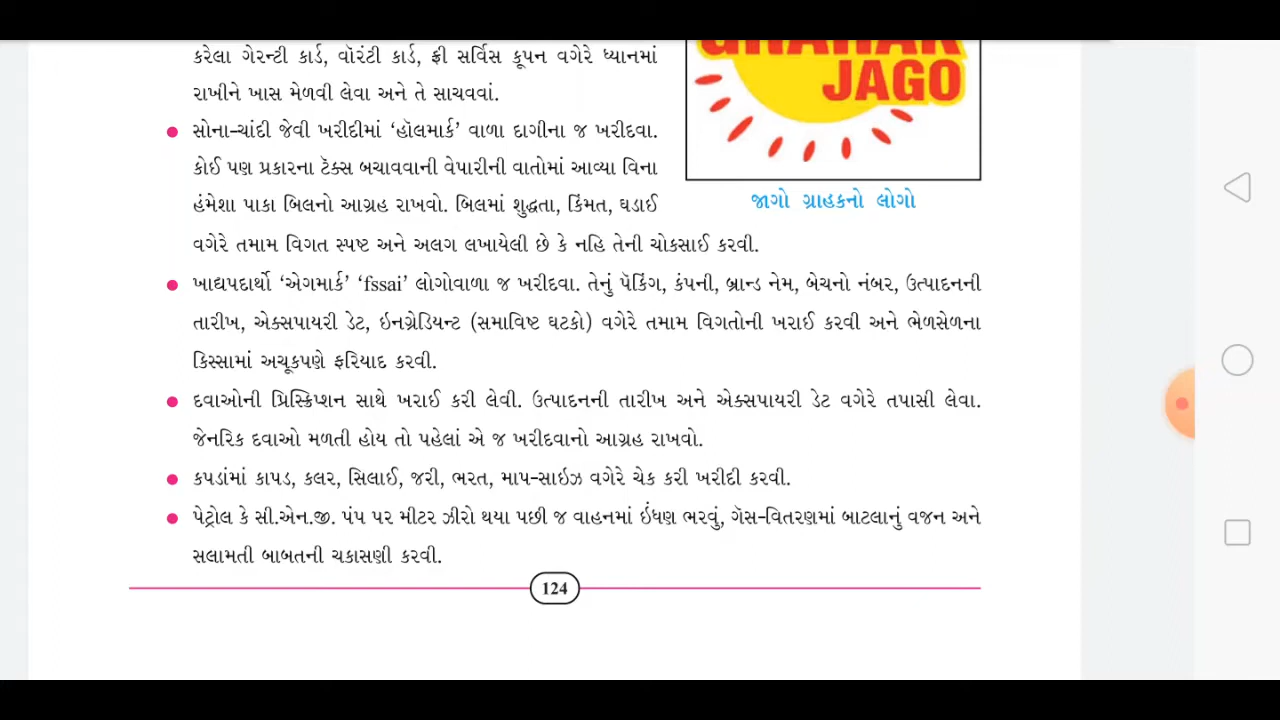 કરેલા ગેરન્ટી કાર્ડ, વૉરંટી કાર્ડ, ફ્રી સર્વિસ કૂપન વગેરે ધ્યાનમાં
રાખીને ખાસ મેળવી લેવા અને તે સાચવવાં.
GRAHAK
JAGO
જાગો ગ્રાહકનો લોગો
સોના-ચાંદી જેવી ખરીદીમાં ‘હૉલમાર્ક’ વાળા દાગીના જ ખરીદવા.
કોઈ પણ પ્રકારના ટૅક્સ બચાવવાની વેપારીની વાતોમાં આવ્યા વિના
હંમેશા પાકા બિલનો આગ્રહ રાખવો. બિલમાં શુદ્ધતા, કિંમત, ઘડાઈ
વગેરે તમામ વિગત સ્પષ્ટ અને અલગ લખાયેલી છે કે નહિ તેની ચોકસાઈ કરવી.
ખાદ્યપદાર્થો ‘એગમાર્ક’ ‘fssai’ લોગોવાળા જ ખરીદવા. તેનું પૅકિંગ, કંપની, બ્રાન્ડ નેમ, બેચનો નંબર, ઉત્પાદનની
તારીખ, એક્સપાયરી ડેટ, ઇનગ્રેડિયન્ટ (સમાવિષ્ટ ઘટકો) વગેરે તમામ વિગતોની ખરાઈ કરવી અને ભેળસેળના
કિસ્સામાં અચૂકપણે ફરિયાદ કરવી.
દવાઓની પ્રિસ્ક્રિપ્શન સાથે ખરાઈ કરી લેવી. ઉત્પાદનની તારીખ અને એક્સપાયરી ડેટ વગેરે તપાસી લેવા.
જેનરિક દવાઓ મળતી હોય તો પહેલાં એ જ ખરીદવાનો આગ્રહ રાખવો.
કપડાંમાં કાપડ, કલર, સિલાઈ, જરી, ભરત, માપ-સાઇઝ વગેરે ચેક કરી ખરીદી કરવી.
પેટ્રોલ કે સી.એન.જી. પંપ પર મીટર ઝીરો થયા પછી જ વાહનમાં ઇંધણ ભરવું, ગૅસ-વિતરણમાં બાટલાનું વજન અને
સલામતી બાબતની ચકાસણી કરવી.
124